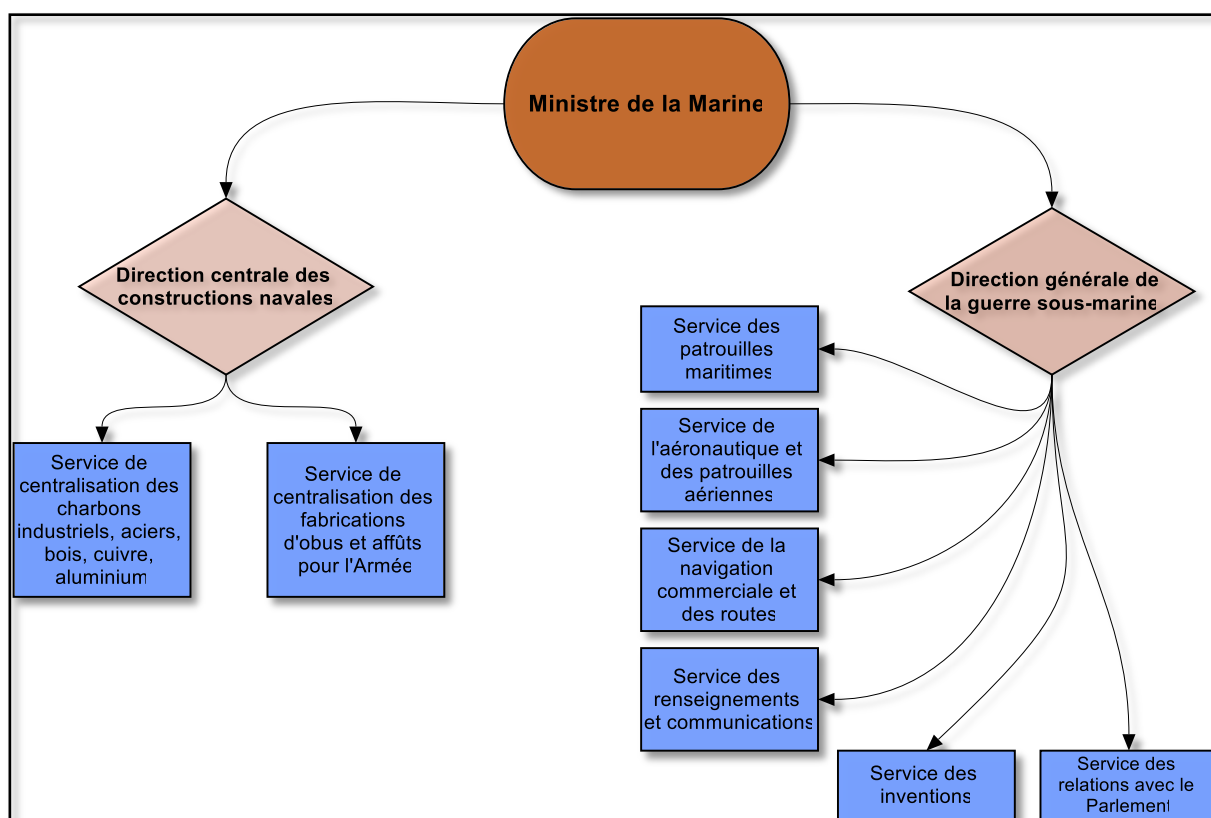 Ministre de la Marine
Direction centrale des
constructions navales
Direction générale de
la guerre sous-marine
Service de
centralisation des
charbons
industriels, aciers,
bois, cuivre,
aluminium
Service de
centralisation des
fabrications
d'obus et affûts
pour l'Armée
Service des
patrouilles
maritimes
Service de
l'aéronautique et
des patrouilles
aériennes
Service de la
navigation
commerciale et
des routes
Service des
renseignements
et communications
Service des
inventions
Service des
relations avec le
Parlement